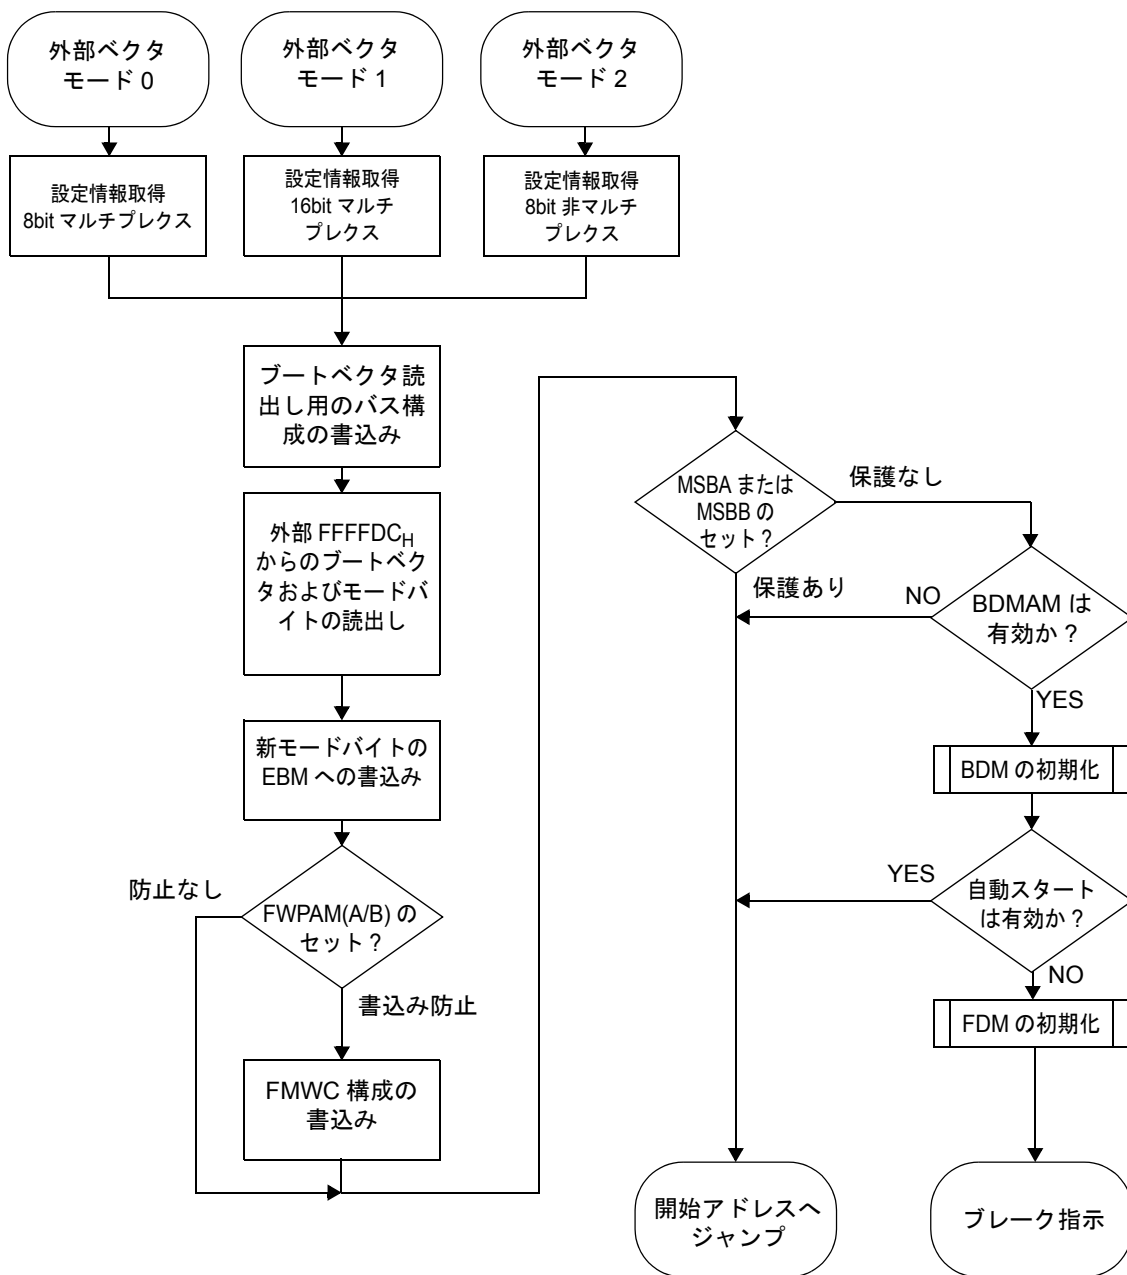 外部ベクタ
モード 0
外部ベクタ
モード 1
外部ベクタ
モード 2
設定情報取得
8bit マルチプレクス
設定情報取得
16bit マルチ
プレクス
設定情報取得
8bit 非マルチ
プレクス
ブートベクタ読
出し用のバス構
成の書込み
外部 FFFFDCH
からのブートベク
タおよびモードバ
イトの読出し
新モードバイトの
EBM への書込み
防止なし
FWPAM(A/B) の
セット？
書込み防止
FMWC 構成の
書込み
MSBA または
MSBB の
セット？
保護なし
保護あり
NO
BDMAM は
有効か？
YES
BDM の初期化
YES
自動スタート
は有効か？
NO
FDM の初期化
開始アドレスへ
ジャンプ
ブレーク指示